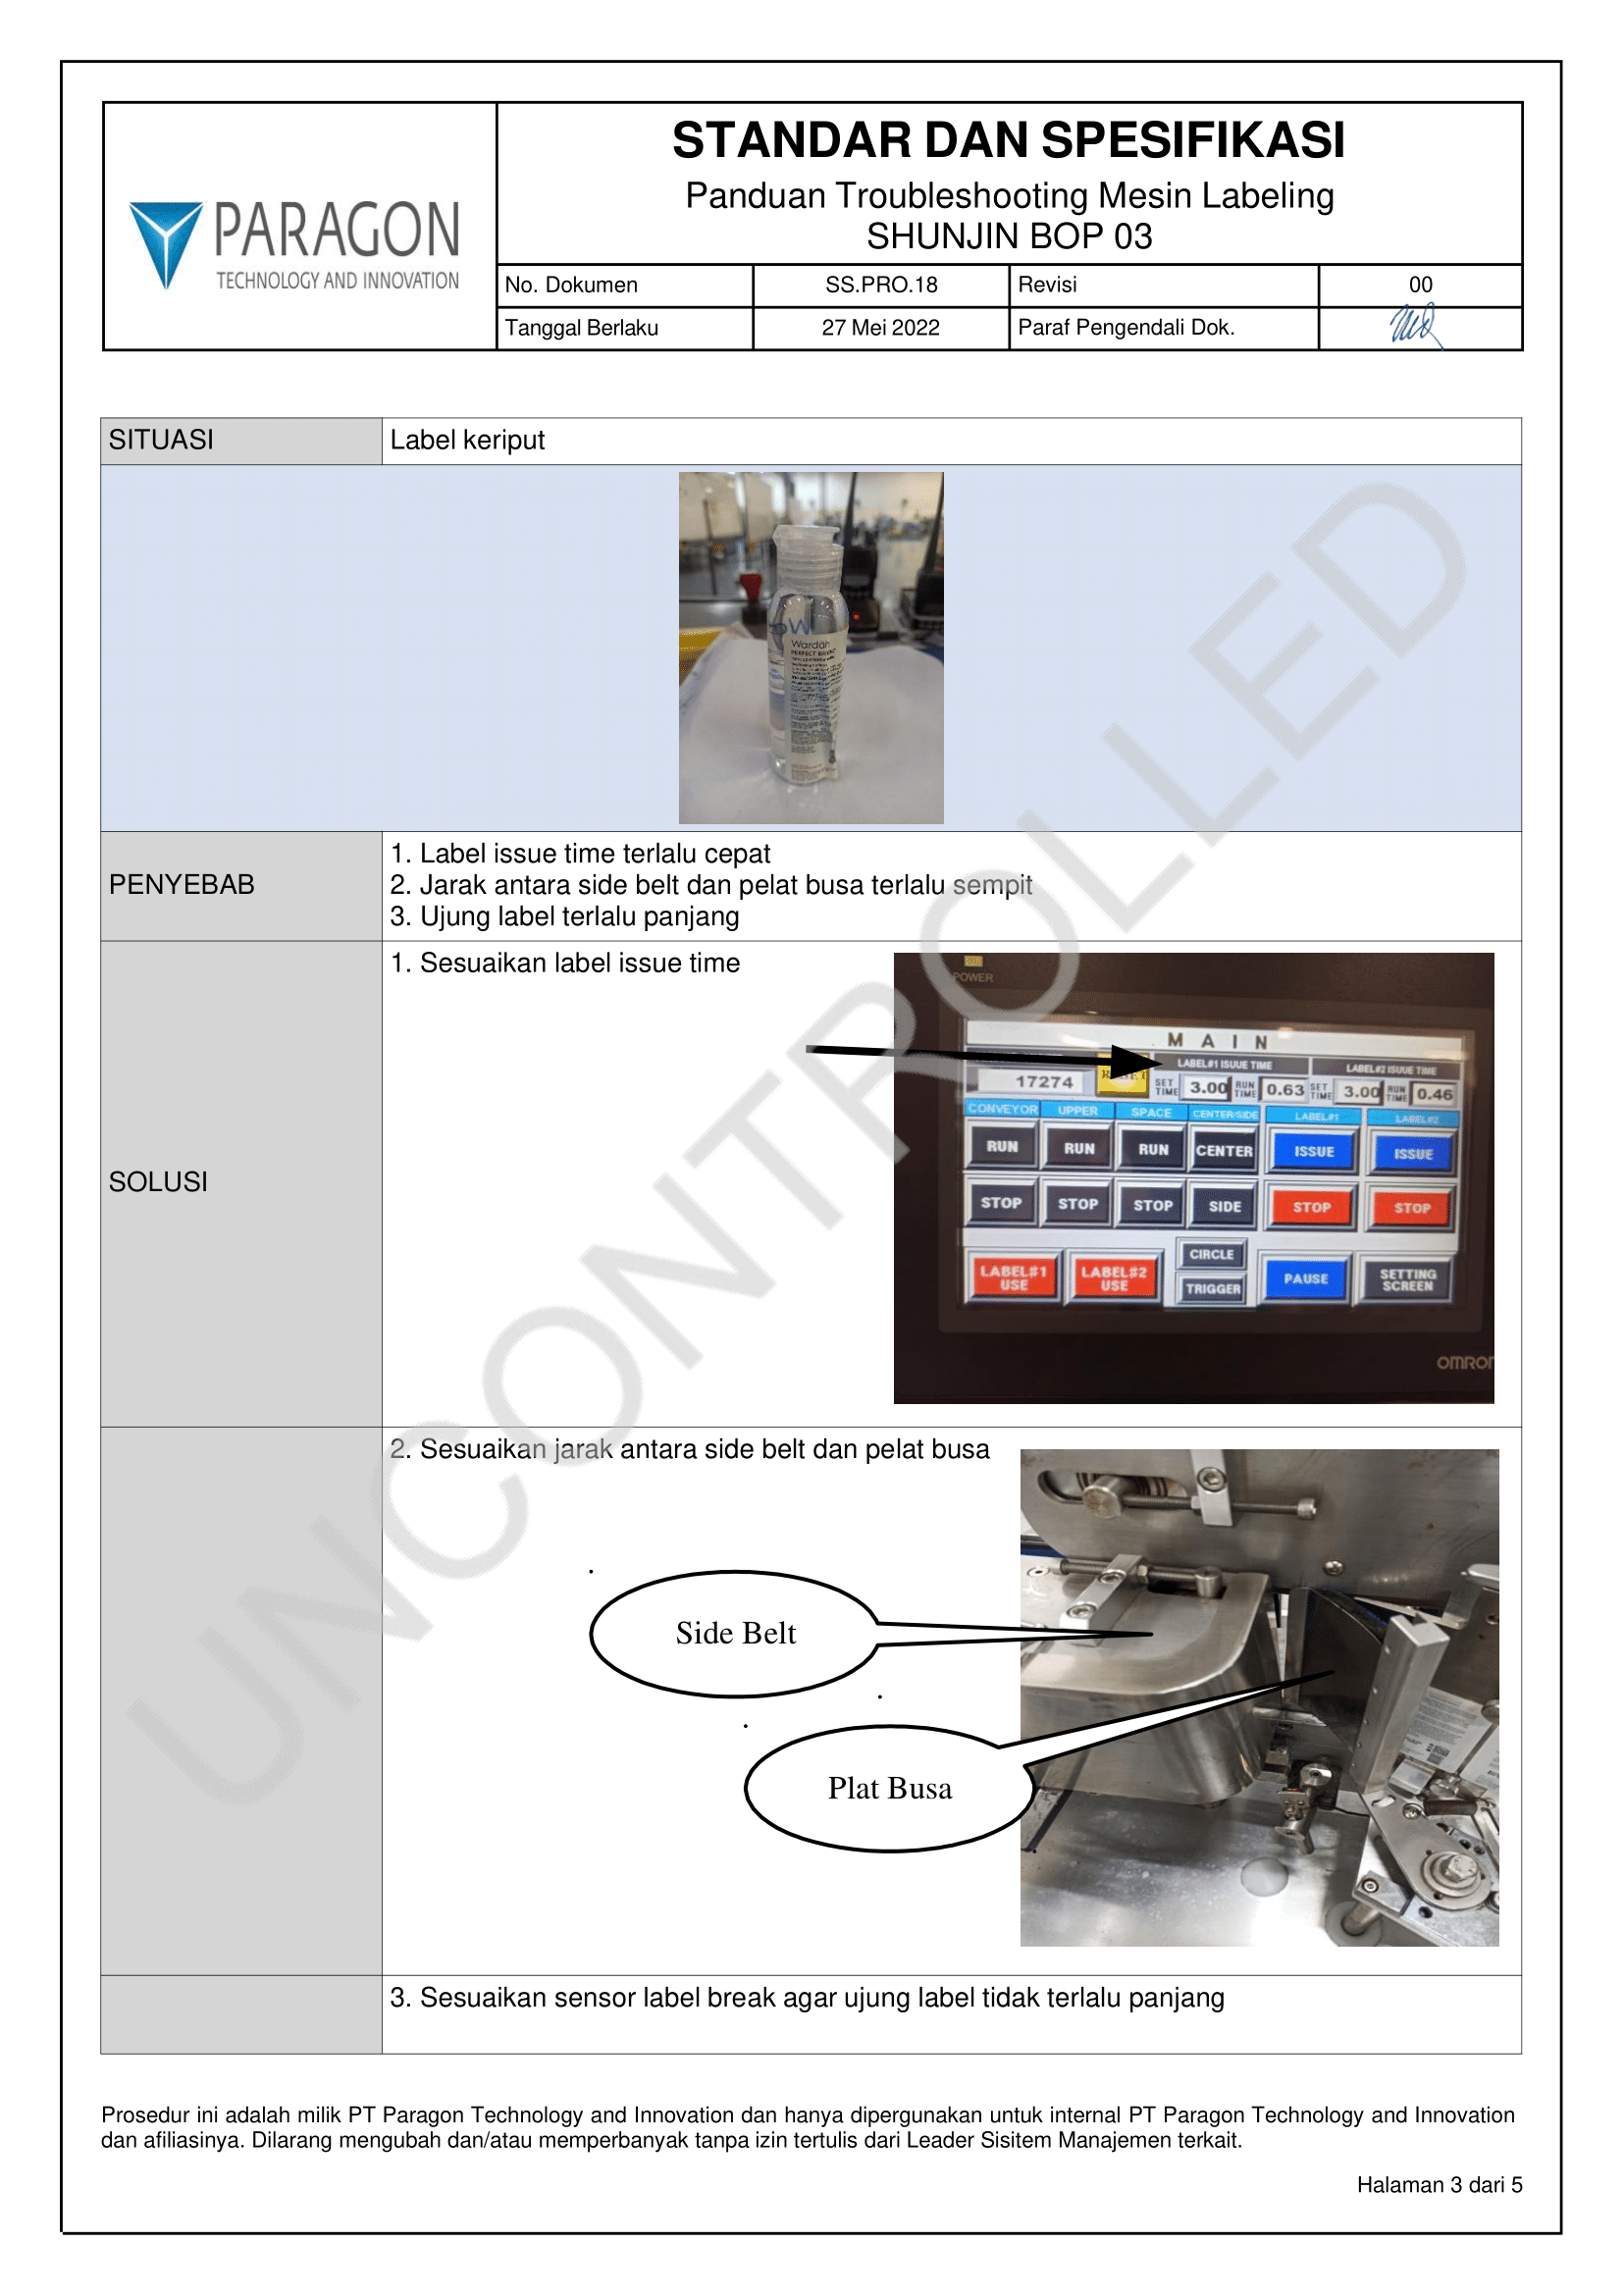 PARAGON
TECHNOLOGY AND INNOVATION
STANDAR DAN SPESIFIKASI
Panduan Troubleshooting Mesin Labeling
SHUNJIN BOP 03
No. Dokumen SS.PRO.18 Revisi 00
Tanggal Berlaku 27 Mei 2022 Paraf Pengendali Dok.
SITUASI Label keriput
Wardah
PENYEBAB
1. Label issue time terlalu cepat
2. Jarak antara side belt dan pelat busa terlalu sempit
3. Ujung label terlalu panjang
SOLUSI
1. Sesuaikan label issue time
POWER
MAIN
LABEL#1 ISUUE TIME LABEL#2 ISUUE TIME
17274 SET TIME 3.00 RUN TIME 0.63 SET TIME 3.00 RUN TIME 0.46
CONVEYOR UPPER SPACE CENTER/SIDE LABEL#1 LABEL#2
RUN RUN RUN CENTER ISSUE ISSUE
STOP STOP STOP SIDE STOP STOP
LABEL#1 USE LABEL#2 USE CIRCLE TRIGGER PAUSE SETTING SCREEN
2. Sesuaikan jarak antara side belt dan pelat busa
Side Belt
Plat Busa
3. Sesuaikan sensor label break agar ujung label tidak terlalu panjang
UNCONTROLLED
Prosedur ini adalah milik PT Paragon Technology and Innovation dan hanya dipergunakan untuk internal PT Paragon Technology and Innovation
dan afiliasinya. Dilarang mengubah dan/atau memperbanyak tanpa izin tertulis dari Leader Sisitem Manajemen terkait.
Halaman 3 dari 5